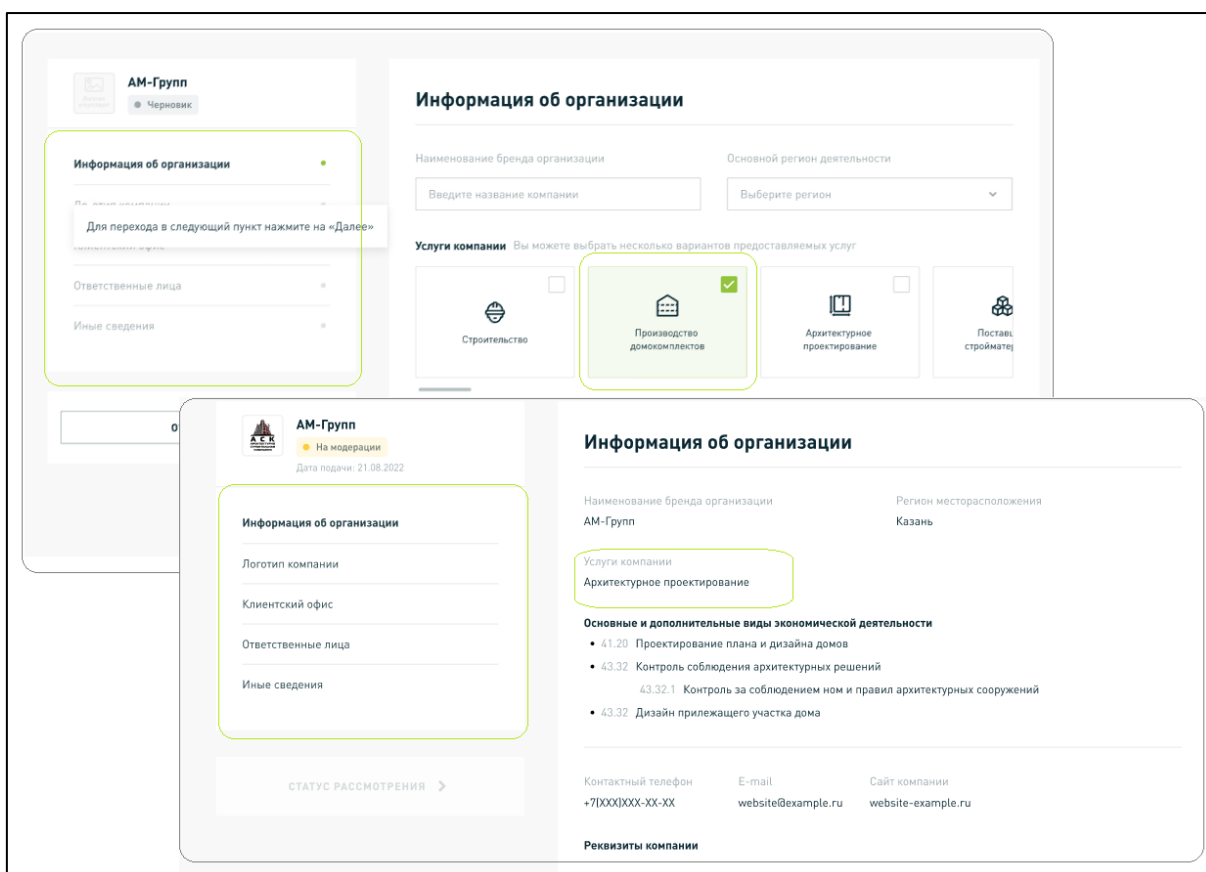 АМ-Групп
Черновик
Информация об организации
Для перехода в следующий пункт нажмите на «Далее»
Ответственные лица
Иные сведения
Информация об организации
Наименование бренда организации
Основной регион деятельности
Введите название компании
Выберите регион
Услуги компании Вы можете выбрать несколько вариантов предоставляемых услуг
Строительство
Производство
домокомплектов
Архитектурное
проектирование
АМ-Групп
На модерации
Дата подачи: 21.08.2022
Информация об организации
Логотип компании
Клиентский офис
Ответственные лица
Иные сведения
СТАТУС РАССМОТРЕНИЯ
Информация об организации
Наименование бренда организации
Регион месторасположения
АМ-Групп
Казань
Услуги компании
Архитектурное проектирование
Основные и дополнительные виды экономической деятельности
• 41.20 Проектирование плана и дизайна домов
• 43.32 Контроль соблюдения архитектурных решений
43.32.1 Контроль за соблюдением ном и правил архитектурных сооружений
• 43.32 Дизайн прилежащего участка дома
Контактный телефон
E-mail
Сайт компании
+7(XXX)XXX-XX-XX
website@example.ru
website-example.ru
Реквизиты компании